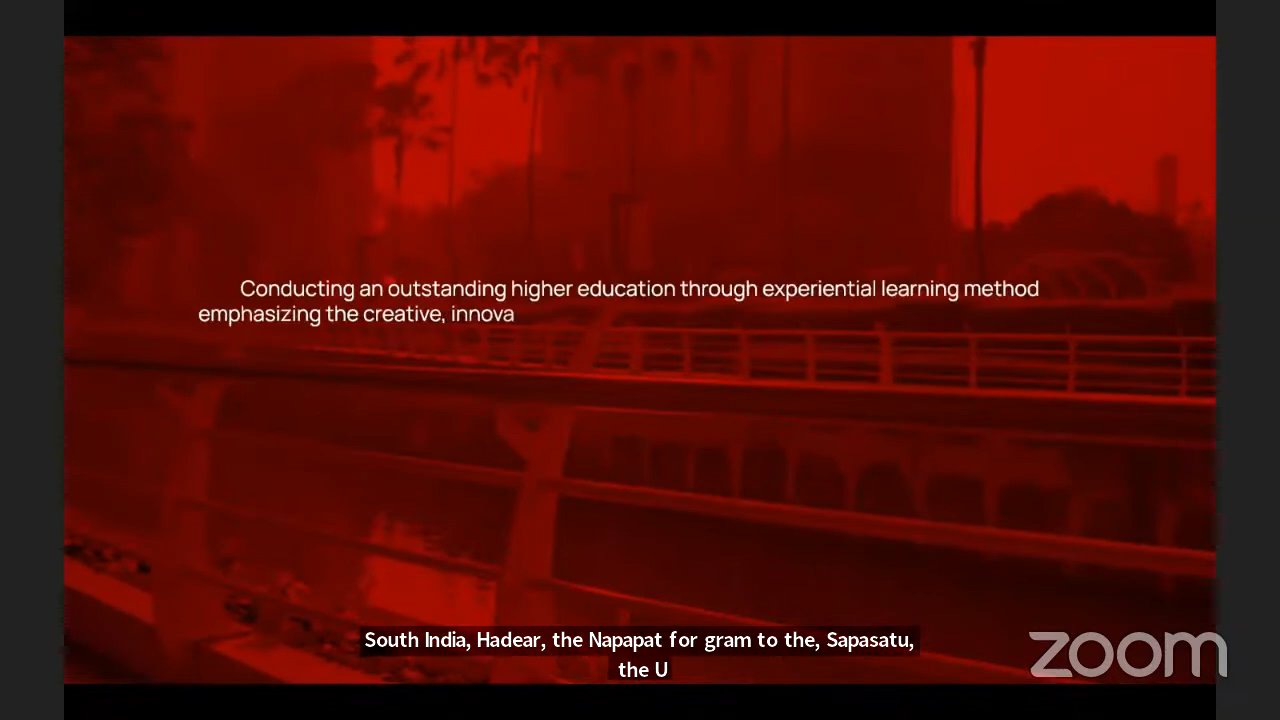 Conducting an outstanding higher education through experiential learning method
emphasizing the creative, innova
South India, Hadear, the Napapat for gram to the, Sapasatu,
the U
zoom